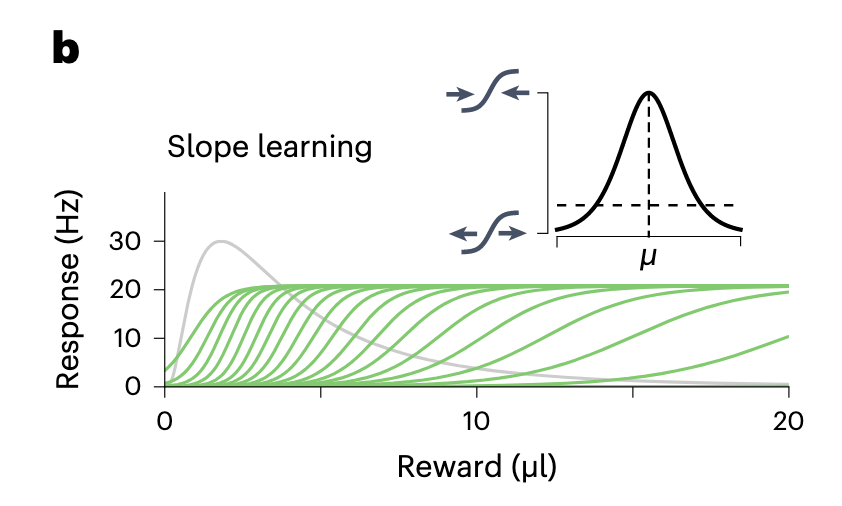 b
Slope learning
μ
Response (Hz)
30
20
10
0
0
10
20
Reward (μl)